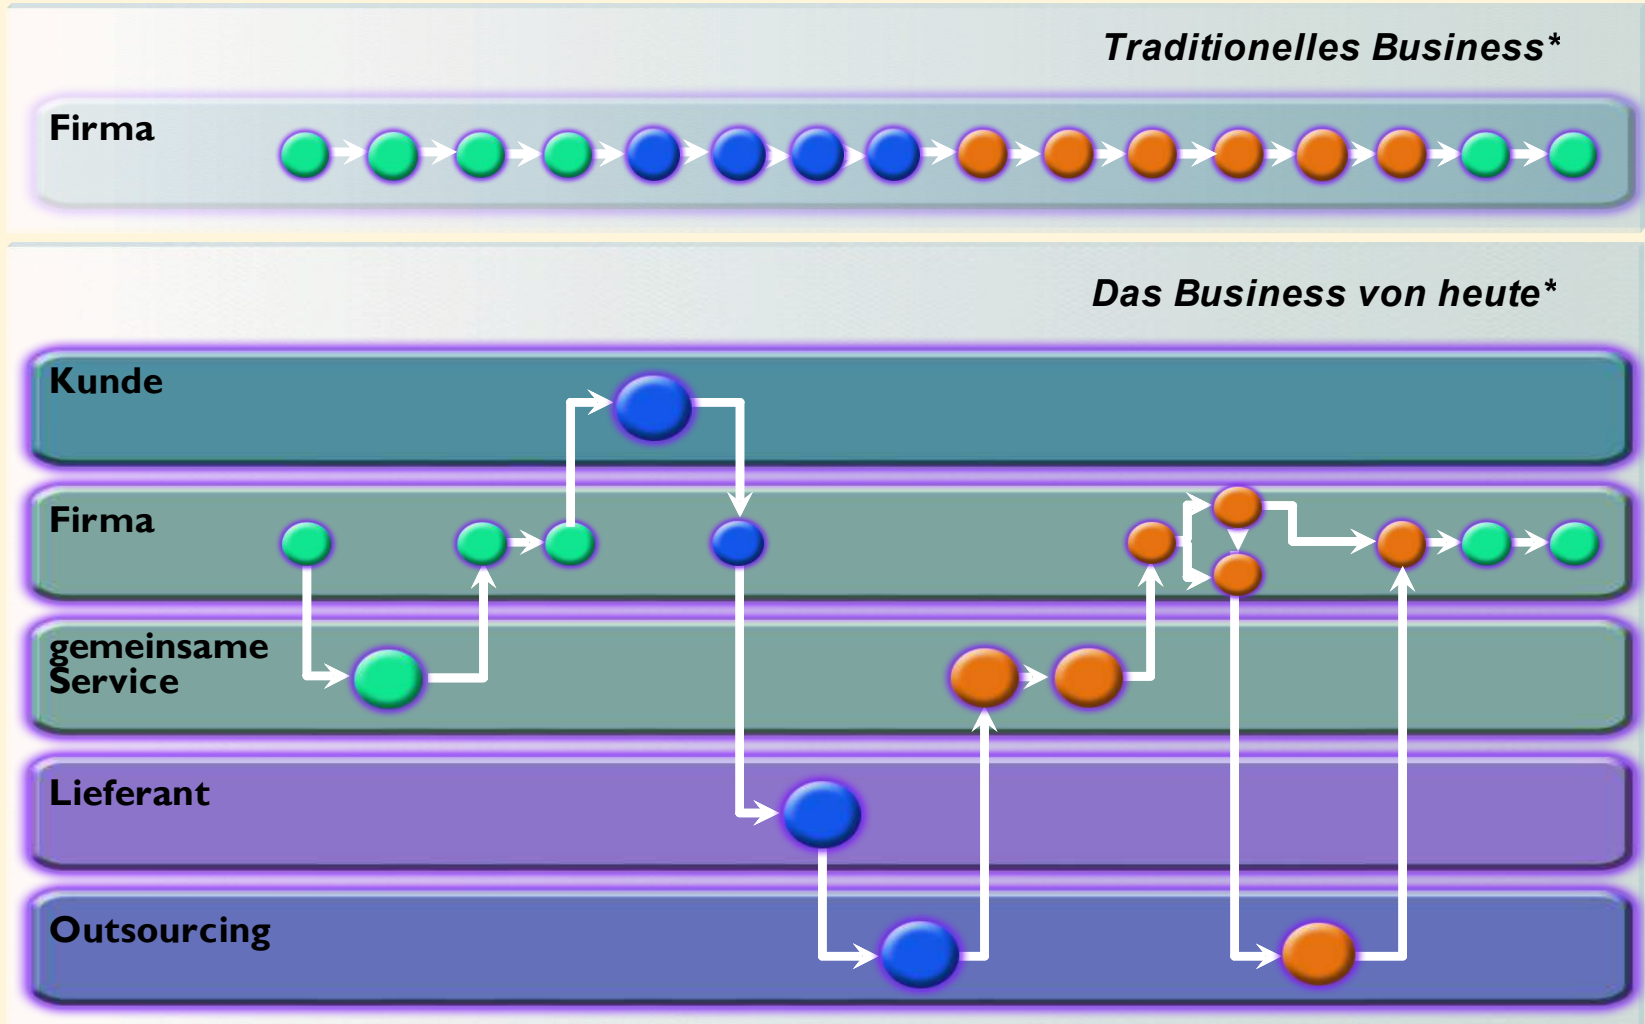 Traditionelles Business*
Firma
Das Business von heute*
Kunde
Firma
gemeinsame
Service
Lieferant
Outsourcing